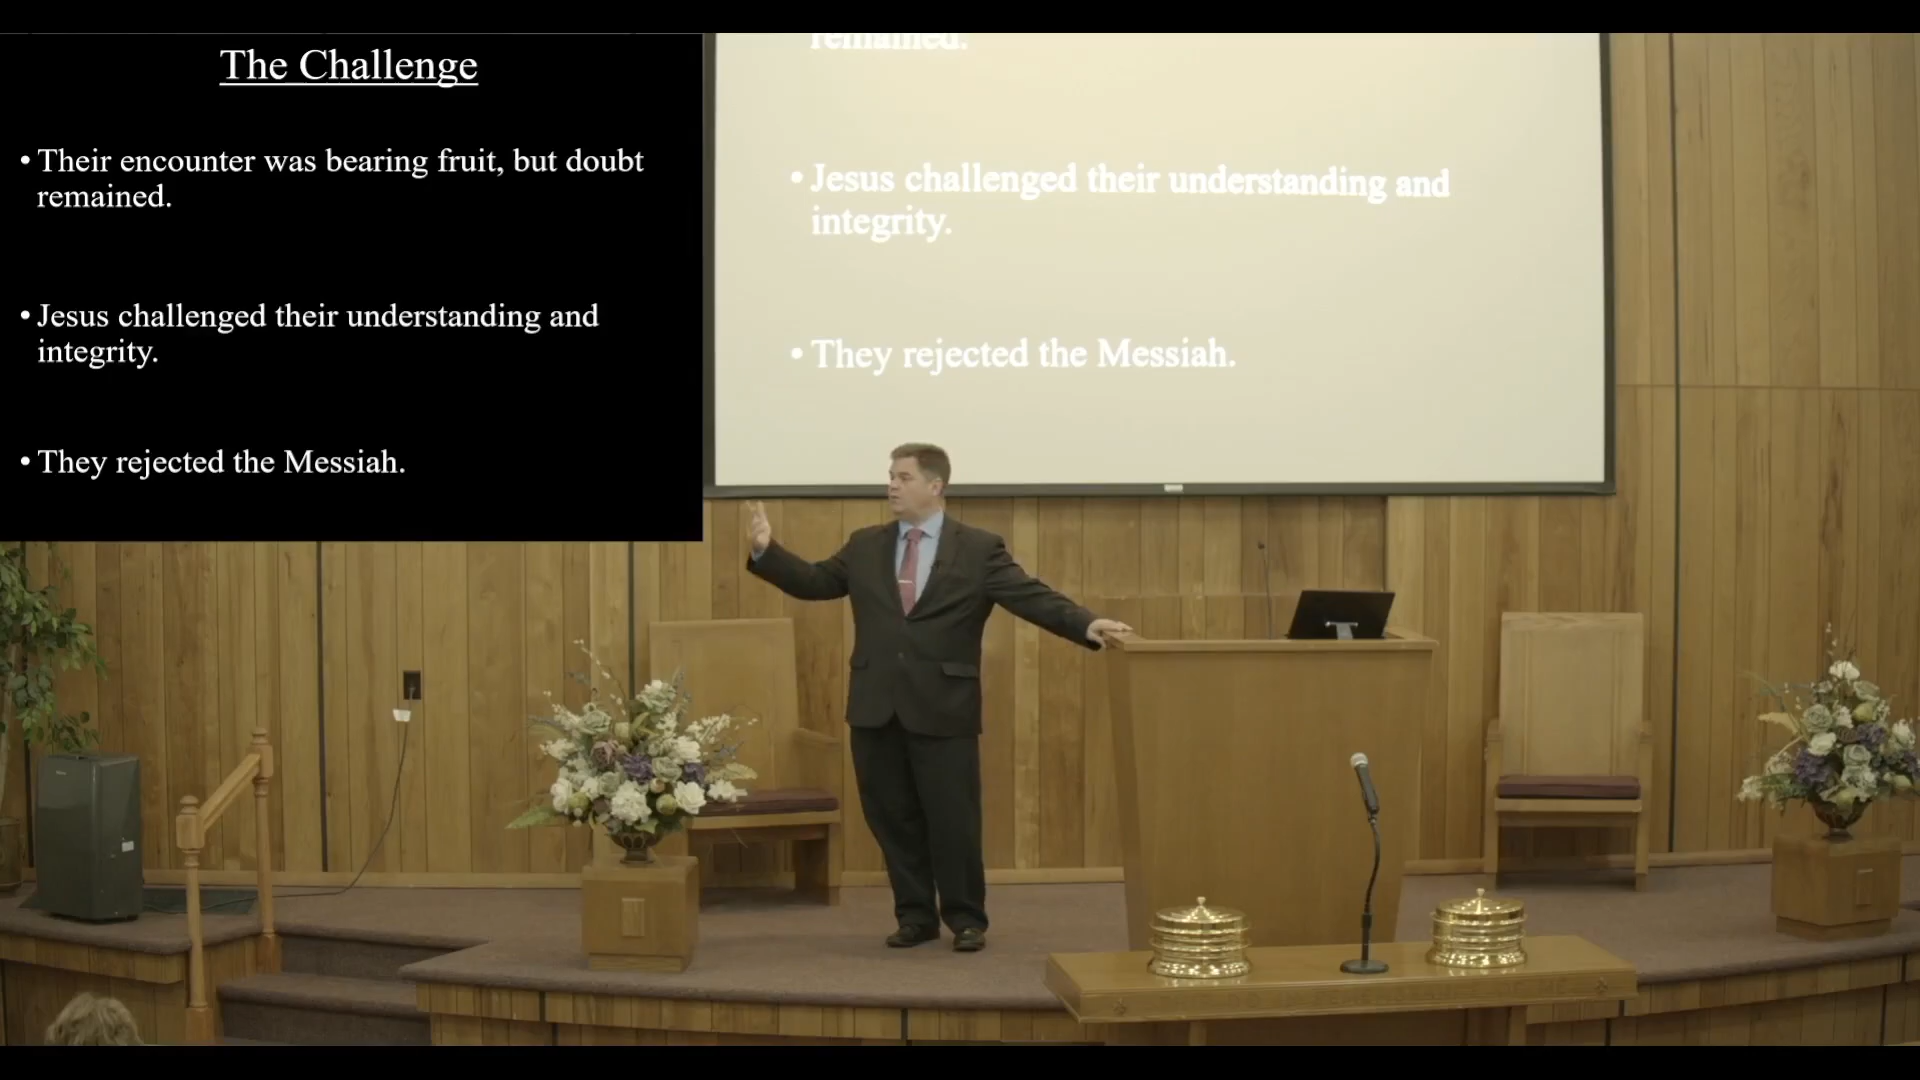 The Challenge
• Their encounter was bearing fruit, but doubt
remained.
• Jesus challenged their understanding and
integrity.
• They rejected the Messiah.
remained.
• Jesus challenged their understanding and
integrity.
• They rejected the Messiah.